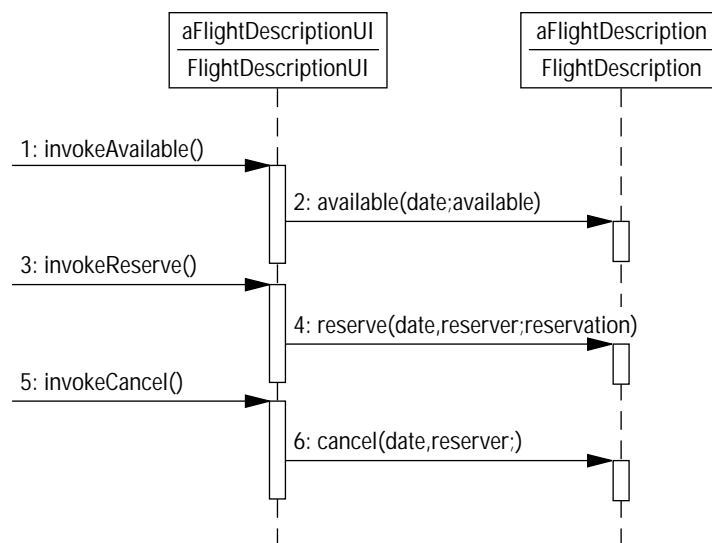 aFlightDescriptionUI
FlightDescriptionUI
aFlightDescription
FlightDescription
1: invokeAvailable()
2: available(date;available)
3: invokeReserve()
4: reserve(date,reserver;reservation)
5: invokeCancel()
6: cancel(date,reserver;)